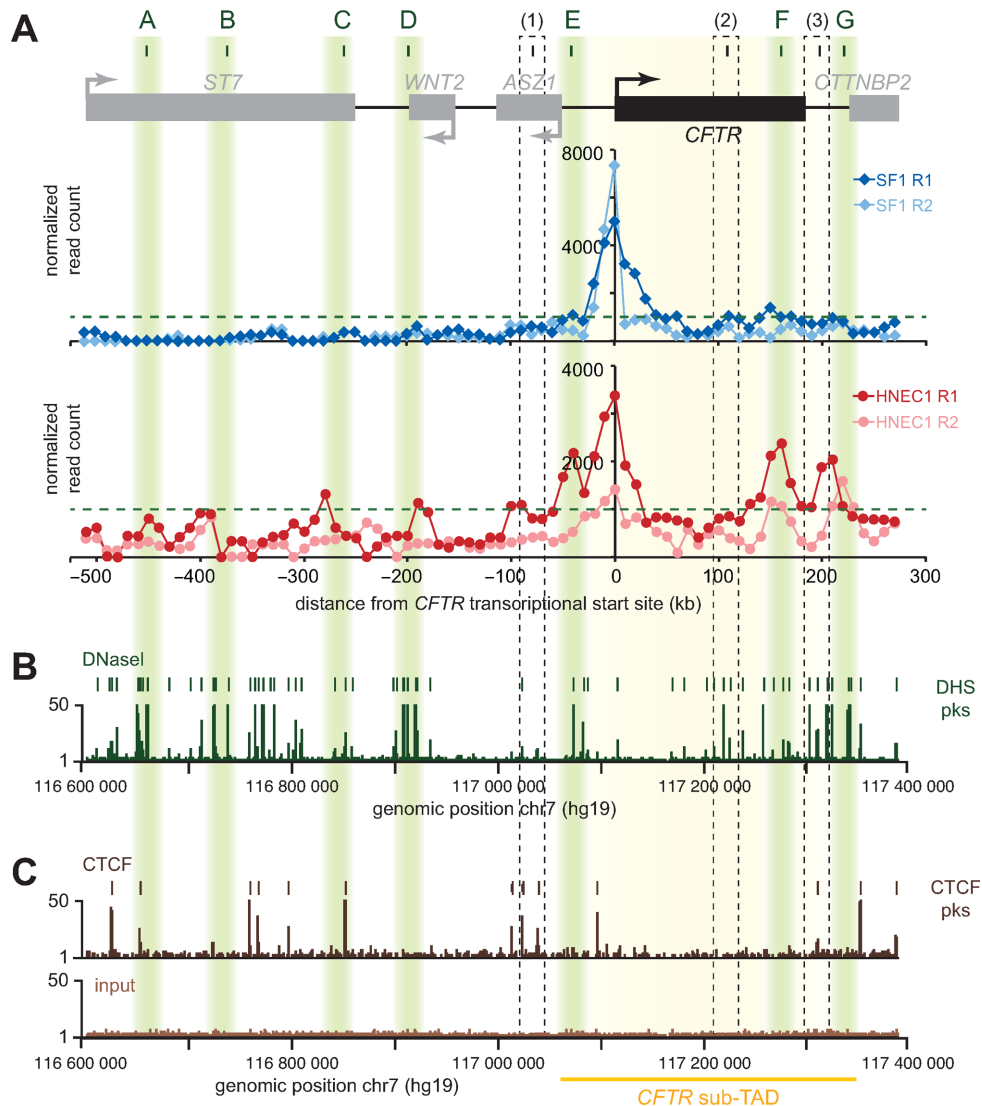 A
A B C D (1) E (2) F (3) G
ST7 WNT2 ASZ1 CFTR CTTNBP2
normalized
read count
8000
4000
SF1 R1
SF1 R2
normalized
read count
4000
2000
HNEC1 R1
HNEC1 R2
−500 −400 −300 −200 −100 0 100 200 300
distance from CFTR transcriptional start site (kb)
B
DNaseI
DHS
pks
50
1
116 600 000 116 800 000 117 000 000 117 200 000 117 400 000
genomic position chr7 (hg19)
C
CTCF
CTCF
pks
50
1
50
input
1
116 600 000 116 800 000 117 000 000 117 200 000 117 400 000
genomic position chr7 (hg19)
CFTR sub-TAD